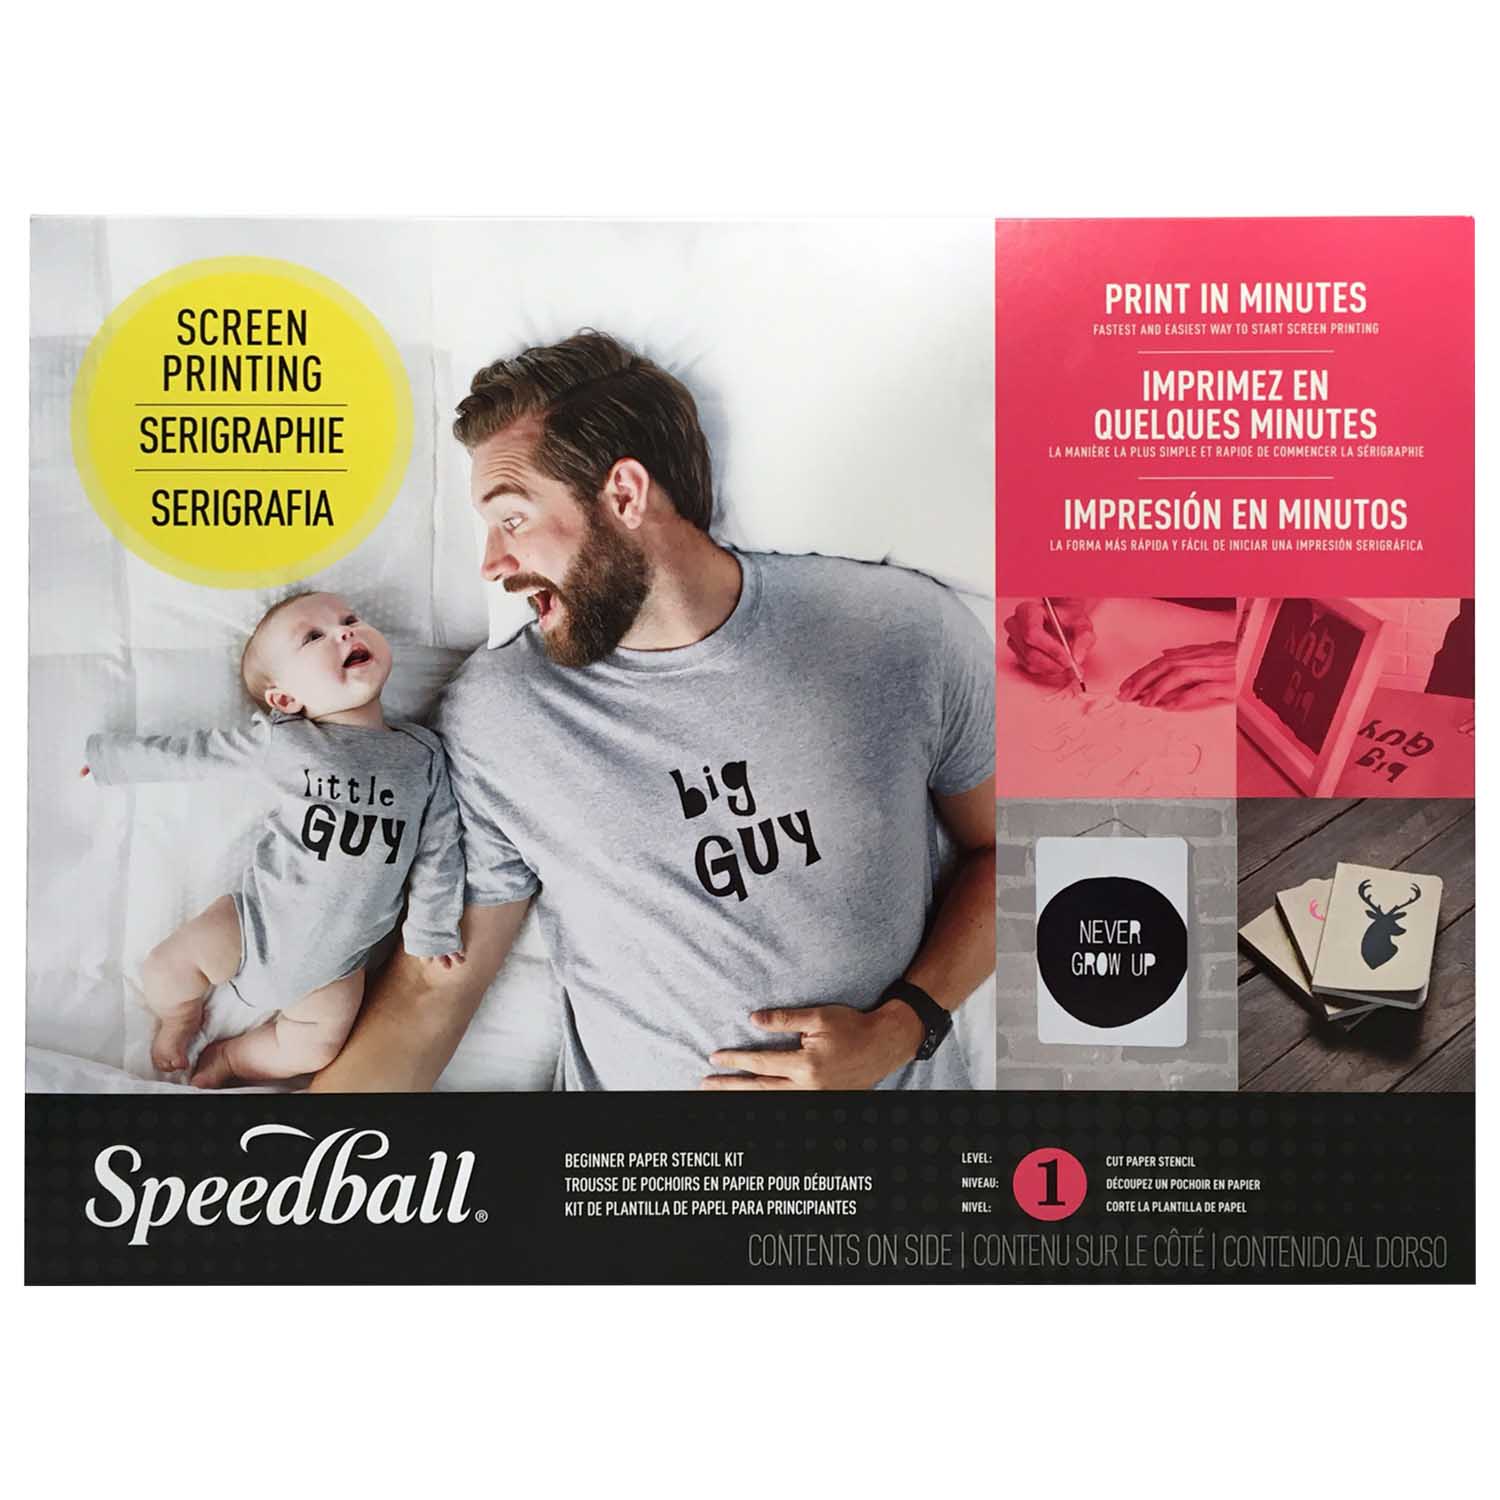 SCREEN
PRINTING
SERIGRAPHIE
SERIGRAFIA
little
GUY
big
GUY
PRINT IN MINUTES
FASTEST AND EASIEST WAY TO START SCREEN PRINTING
IMPRIMEZ EN
QUELQUES MINUTES
LA MANIÈRE LA PLUS SIMPLE ET RAPIDE DE COMMENCER LA SÉRIGRAPHIE
IMPRESIÓN EN MINUTOS
LA FORMA MÁS RÁPIDA Y FÁCIL DE INICIAR UNA IMPRESIÓN SERIGRÁFICA
big
GUY
big
GUY
NEVER
GROW UP
Speedball®
BEGINNER PAPER STENCIL KIT
TROUSSE DE POCHOIRS EN PAPIER POUR DÉBUTANTS
KIT DE PLANTILLA DE PAPEL PARA PRINCIPIANTES
LEVEL:
NIVEAU:
NIVEL:
1
CUT PAPER STENCIL
DÉCOUPEZ UN POCHOIR EN PAPIER
CORTE LA PLANTILLA DE PAPEL
CONTENTS ON SIDE | CONTENU SUR LE CÔTÉ | CONTENIDO AL DORSO